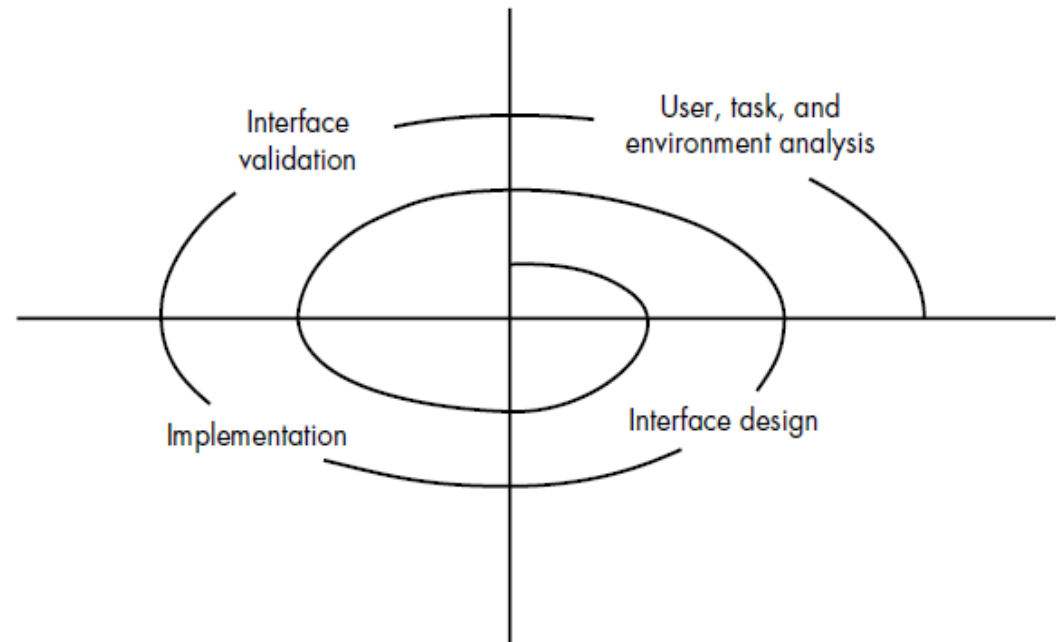 Interface
validation
User, task, and
environment analysis
Implementation
Interface design